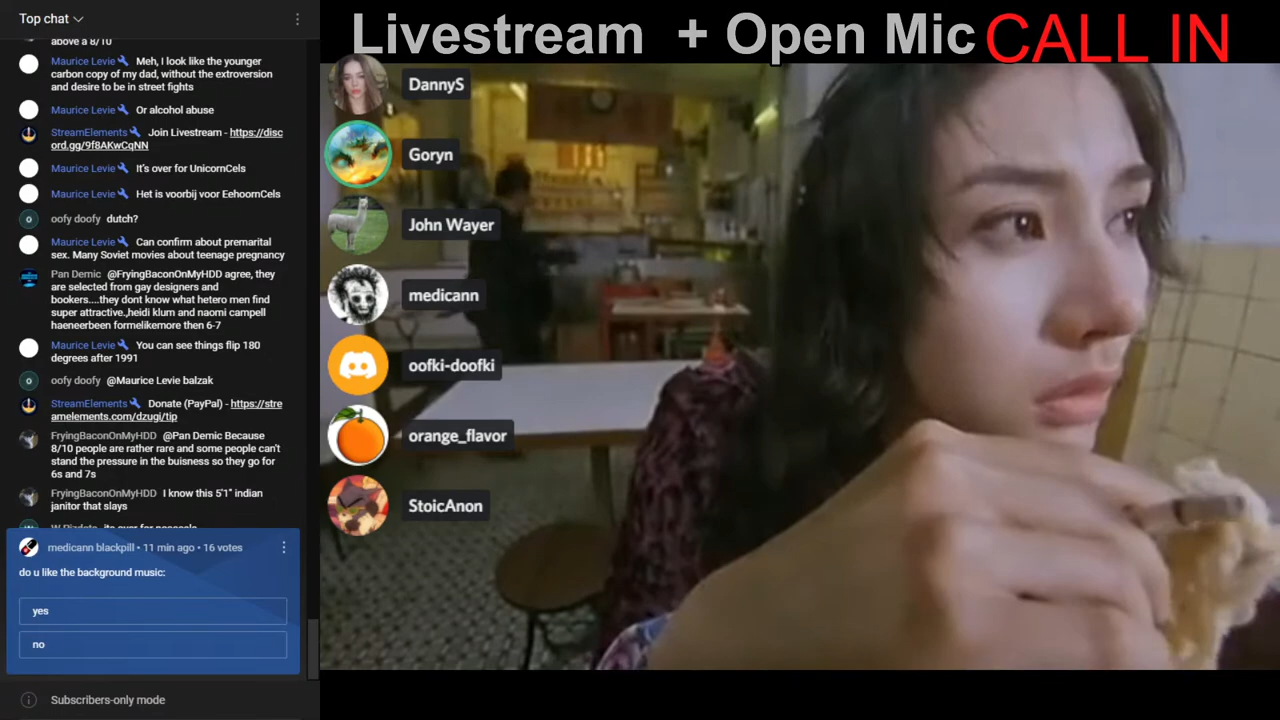 Top chat
above a 8/10
Maurice Levie Meh, I look like the younger
carbon copy of my dad, without the extroversion
and desire to be in street fights
Maurice Levie Or alcohol abuse
StreamElements Join Livestream - https://disc
ord.gg/9f8AKwCqNN
Maurice Levie It's over for UnicornCels
Maurice Levie Het is voorbij voor EehoornCels
oofy doofy dutch?
Maurice Levie Can confirm about premarital
sex. Many Soviet movies about teenage pregnancy
Pan Demic @FryingBaconOnMyHDD agree, they
are selected from gay designers and
bookers....they dont know what hetero men find
super attractive.,heidi klum and naomi campell
haeneerbeen formelikemore then 6-7
Maurice Levie You can see things flip 180
degrees after 1991
oofy doofy @Maurice Levie balzak
StreamElements Donate (PayPal) - https://stre
amelements.com/dzugi/tip
FryingBaconOnMyHDD @Pan Demic Because
8/10 people are rather rare and some people can't
stand the pressure in the buisness so they go for
6s and 7s
FryingBaconOnMyHDD I know this 5'1" indian
janitor that slays
medicann blackpill • 11 min ago • 16 votes
do u like the background music:
yes
no
Subscribers-only mode
Livestream + Open Mic CALL IN
DannyS
Goryn
John Wayer
medicann
oofki-doofki
orange_flavor
StoicAnon